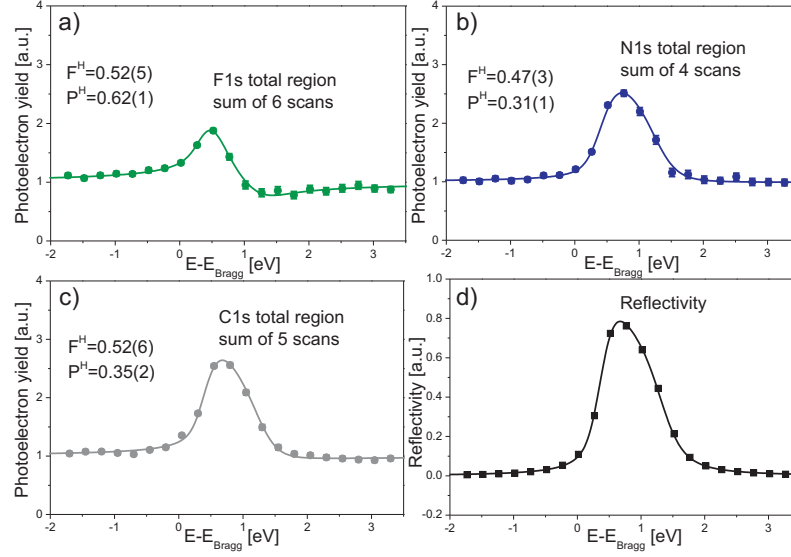 a)
F^H=0.52(5)
P^H=0.62(1)
F1s total region
sum of 6 scans
Photoelectron yield [a.u.]
4
3
2
1
0
-2 -1 0 1 2 3
E-E_Bragg [eV]
b)
F^H=0.47(3)
P^H=0.31(1)
N1s total region
sum of 4 scans
Photoelectron yield [a.u.]
4
3
2
1
0
-2 -1 0 1 2 3
E-E_Bragg [eV]
c)
F^H=0.52(6)
P^H=0.35(2)
C1s total region
sum of 5 scans
Photoelectron yield [a.u.]
4
3
2
1
0
-2 -1 0 1 2 3
E-E_Bragg [eV]
d)
Reflectivity
Reflectivity [a.u.]
1.0
0.8
0.6
0.4
0.2
0.0
-0.2
-2 -1 0 1 2 3
E-E_Bragg [eV]